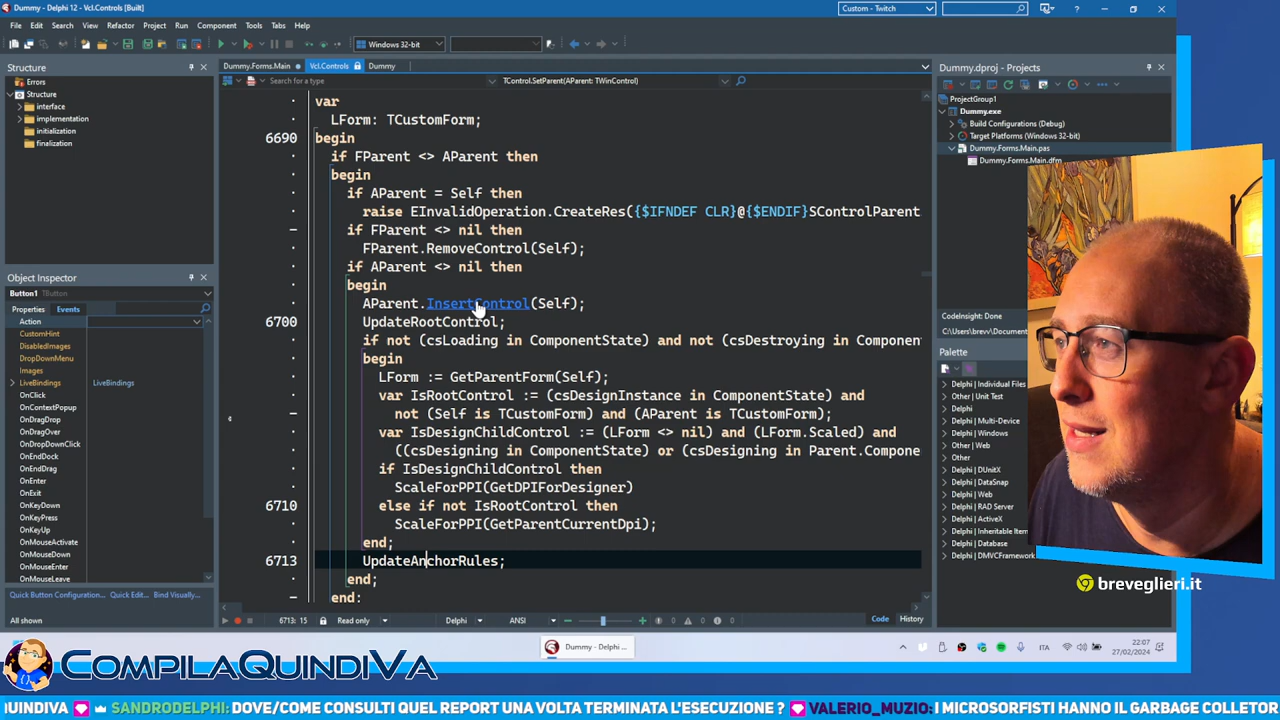 Dummy - Delphi 12 - Vcl.Controls [Built]
Custom - Twitch
File Edit Search View Refactor Project Run Component Tools Tabs Help
Windows 32-bit
Structure
Errors
Structure
interface
implementation
initialization
finalization
Dummy.Forms.Main Vcl.Controls Dummy
Search for a type
TControl.SetParent(AParent: TWinControl)
var
LForm: TCustomForm;
6690 begin
if FParent <> AParent then
begin
if AParent = Self then
raise EInvalidOperation.CreateRes({$IFNDEF CLR}@{$ENDIF}SControlParent
if FParent <> nil then
FParent.RemoveControl(Self);
if AParent <> nil then
begin
AParent.InsertControl(Self);
6700 UpdateRootControl;
if not (csLoading in ComponentState) and not (csDestroying in Componen
begin
LForm := GetParentForm(Self);
var IsRootControl := (csDesignInstance in ComponentState) and
not (Self is TCustomForm) and (AParent is TCustomForm);
var IsDesignChildControl := (LForm <> nil) and (LForm.Scaled) and
((csDesigning in ComponentState) or (csDesigning in Parent.Compone
if IsDesignChildControl then
ScaleForPPI(GetDPIForDesigner)
6710 else if not IsRootControl then
ScaleForPPI(GetParentCurrentDpi);
end;
6713 UpdateAnchorRules;
end;
end;
6713: 15 Read only Delphi ANSI 0 0 0 Code History
Object Inspector
Button1 TButton
Properties Events
Action
CustomHint
DisabledImages
DropDownMenu
Images
LiveBindings LiveBindings
OnClick
OnContextPopup
OnDragDrop
OnDragOver
OnDropDownClick
OnEndDock
OnEndDrag
OnEnter
OnExit
OnKeyDown
OnKeyPress
OnKeyUp
OnMouseActivate
OnMouseDown
OnMouseEnter
OnMouseLeave
Quick Button Configuration... Quick Edit... Bind Visually...
All shown
Dummy.dproj - Projects
ProjectGroup1
Dummy.exe
Build Configurations (Debug)
Target Platforms (Windows 32-bit)
Dummy.Forms.Main.pas
Dummy.Forms.Main.dfm
CodeInsight: Done
C:\Users\brevv\Document
Palette
Delphi | Individual Files
Other | Unit Test
Delphi
Delphi | Multi-Device
Delphi | Windows
Other
Delphi | DUnitX
Delphi | Web
Delphi | RAD Server
Delphi | ActiveX
Delphi | Inheritable Item
Delphi | Database
Delphi | DMVCFramework
breveglieri.it
Dummy - Delphi ...
ITA
22:07
27/02/2024
COMPILAQUINDIVA
QUINDIVA SANDRODELPHI: DOVE/COME CONSULTI QUEL REPORT UNA VOLTA TERMINATA L'ESECUZIONE ? VALERIO_MUZIO: I MICROSORFISTI HANNO IL GARBAGE COLLETOR